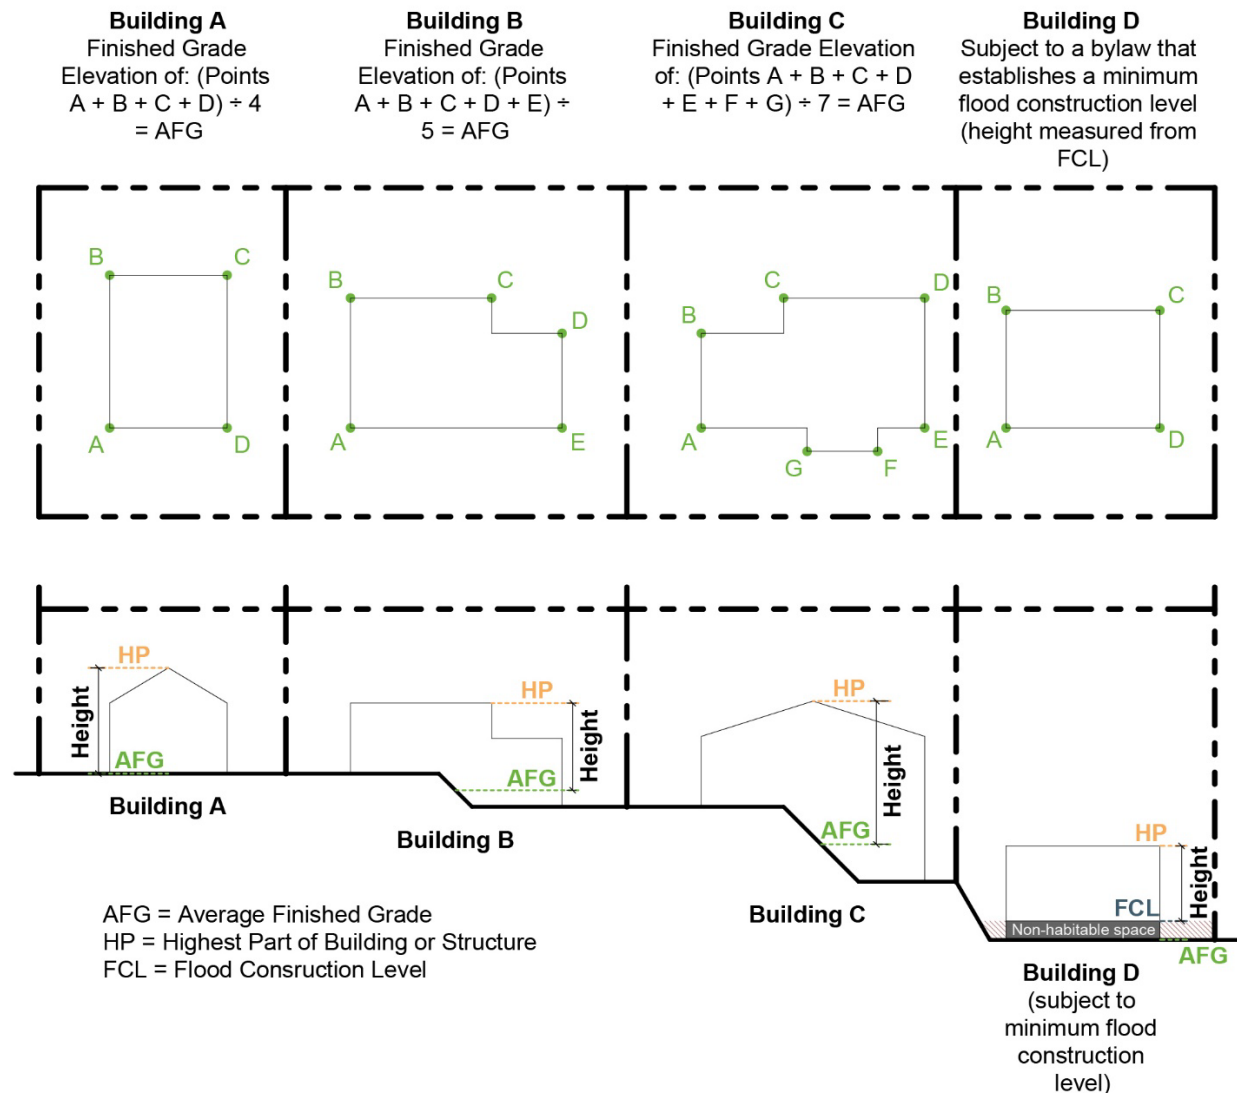 Building A
Finished Grade
Elevation of: (Points
A + B + C + D) ÷ 4
= AFG
Building B
Finished Grade
Elevation of: (Points
A + B + C + D + E) ÷
5 = AFG
Building C
Finished Grade Elevation
of: (Points A + B + C + D
+ E + F + G) ÷ 7 = AFG
Building D
Subject to a bylaw that
establishes a minimum
flood construction level
(height measured from
FCL)
B
C
A
D
B
C
D
A
E
C
D
B
A
G
F
E
B
C
A
D
HP
Height
AFG
Building A
HP
Height
AFG
Building B
HP
Height
AFG
Building C
HP
Height
FCL
Non-habitable space
AFG
Building D
(subject to
minimum flood
construction
level)
AFG = Average Finished Grade
HP = Highest Part of Building or Structure
FCL = Flood Consruction Level